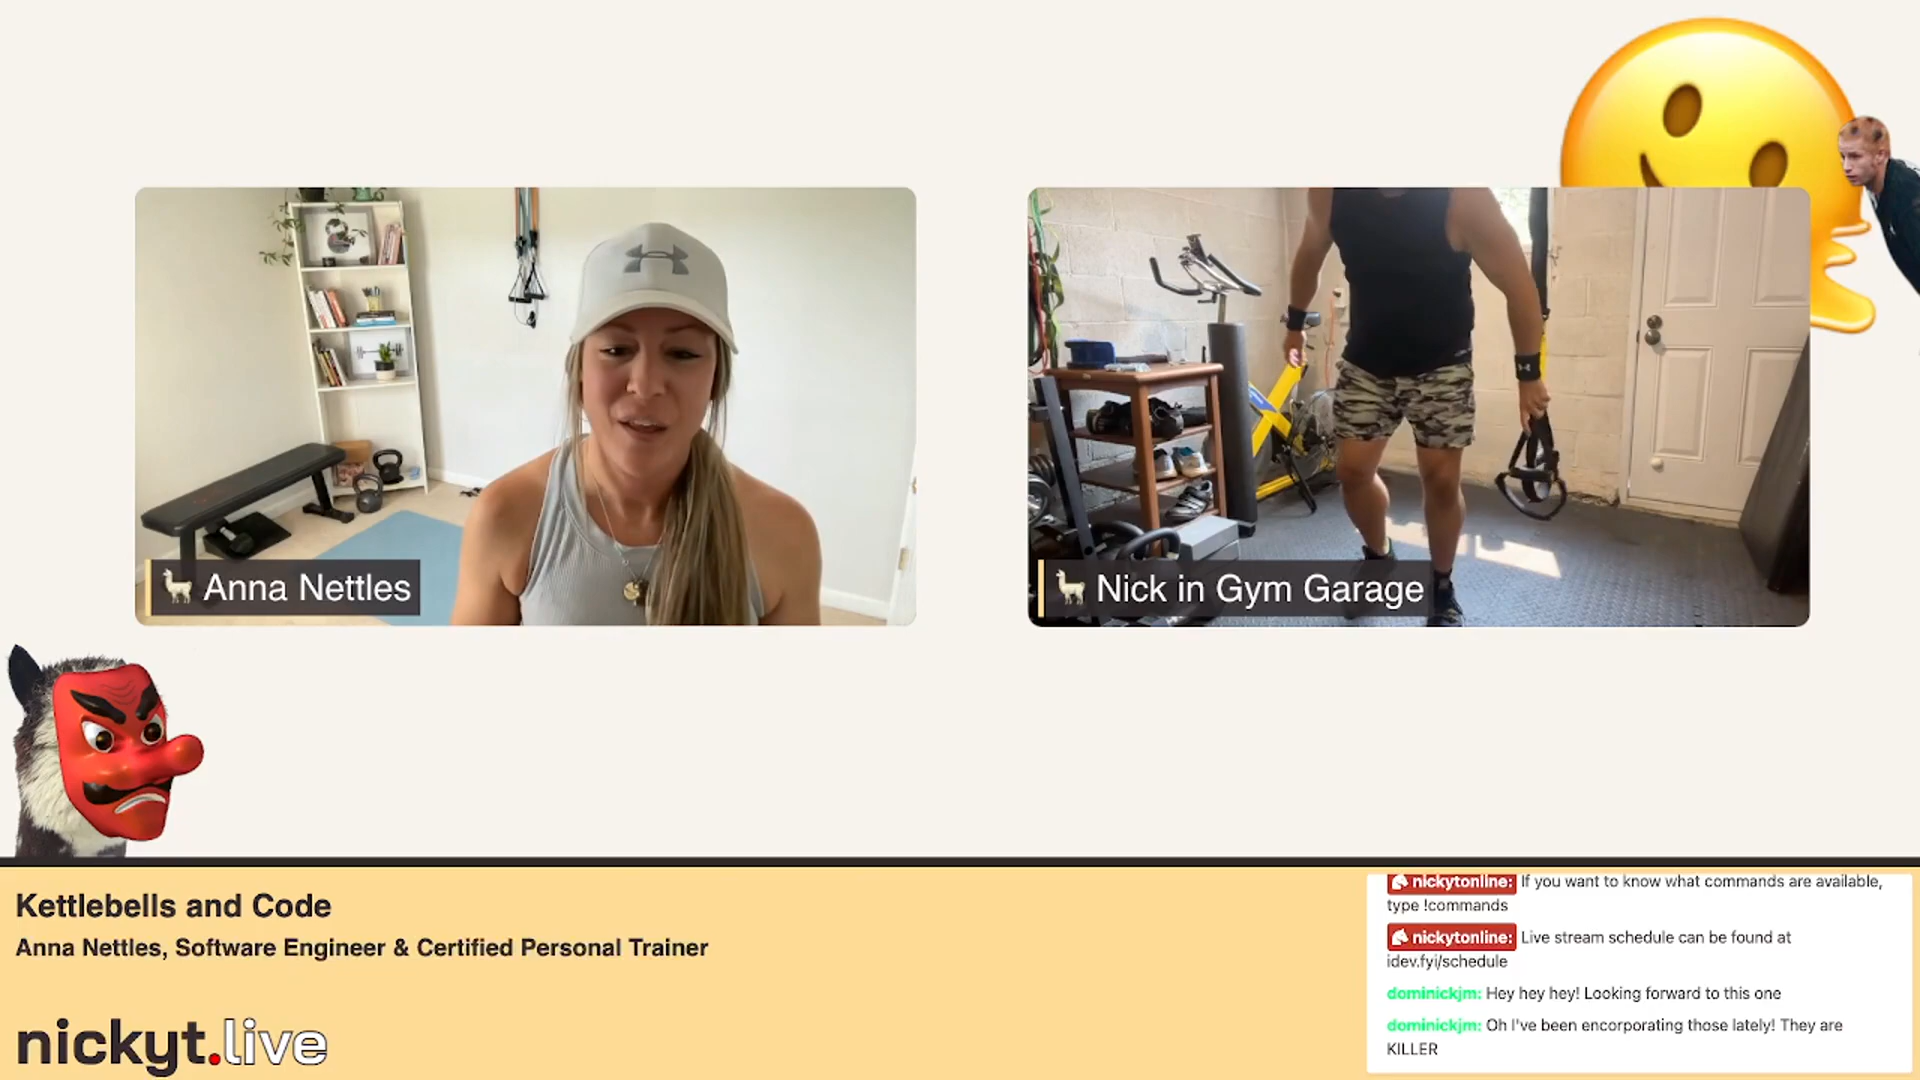 Anna Nettles
Nick in Gym Garage
Kettlebells and Code
Anna Nettles, Software Engineer & Certified Personal Trainer
nickyt.live
nickytonline: If you want to know what commands are available,
type !commands
nickytonline: Live stream schedule can be found at
idev.fyi/schedule
dominickjm: Hey hey hey! Looking forward to this one
dominickjm: Oh I've been encorporating those lately! They are
KILLER